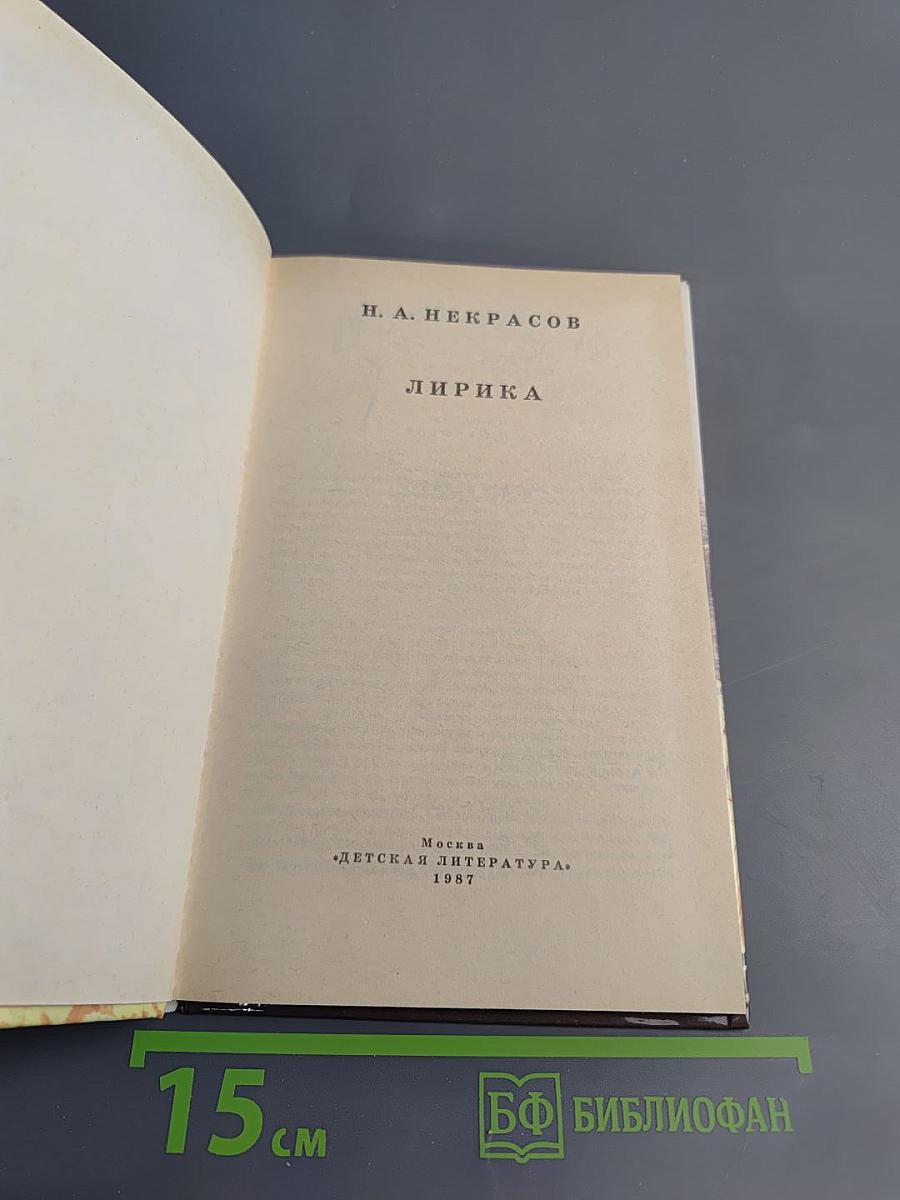 Н. А. НЕКРАСОВ
ЛИРИКА
Москва
«ДЕТСКАЯ ЛИТЕРАТУРА»
1987
15 см
БФ БИБЛИОФАН